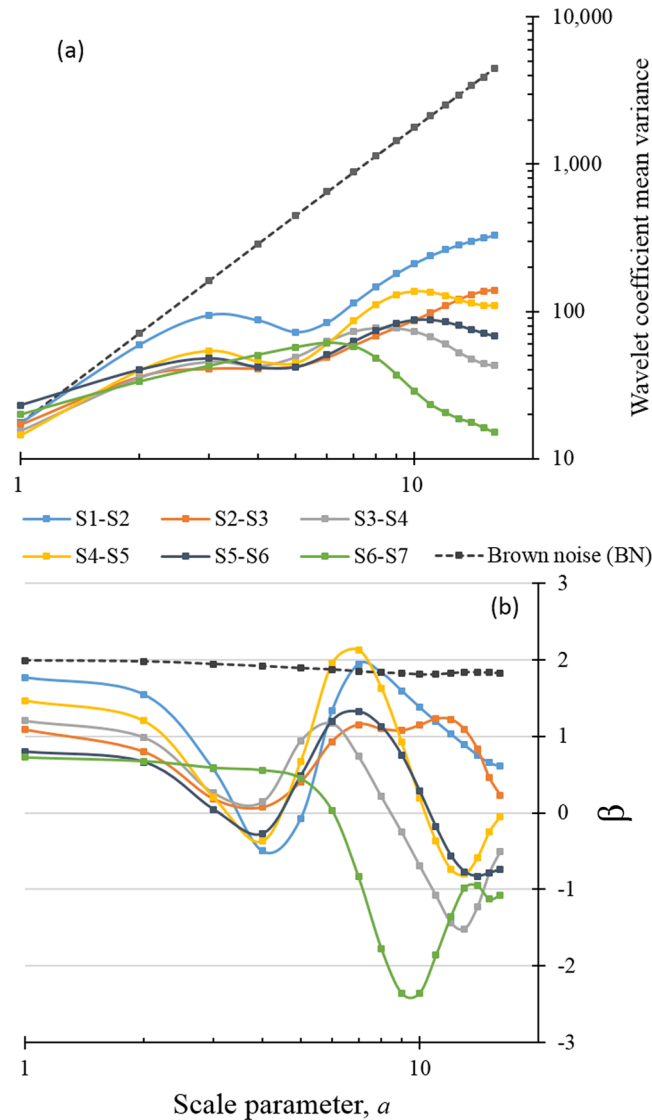 10,000
(a)
1,000
Wavelet coefficient mean variance
100
10
1
10
S1-S2
S2-S3
S3-S4
S4-S5
S5-S6
S6-S7
Brown noise (BN)
3
(b)
2
1
0
β
-1
-2
-3
1
10
Scale parameter, a